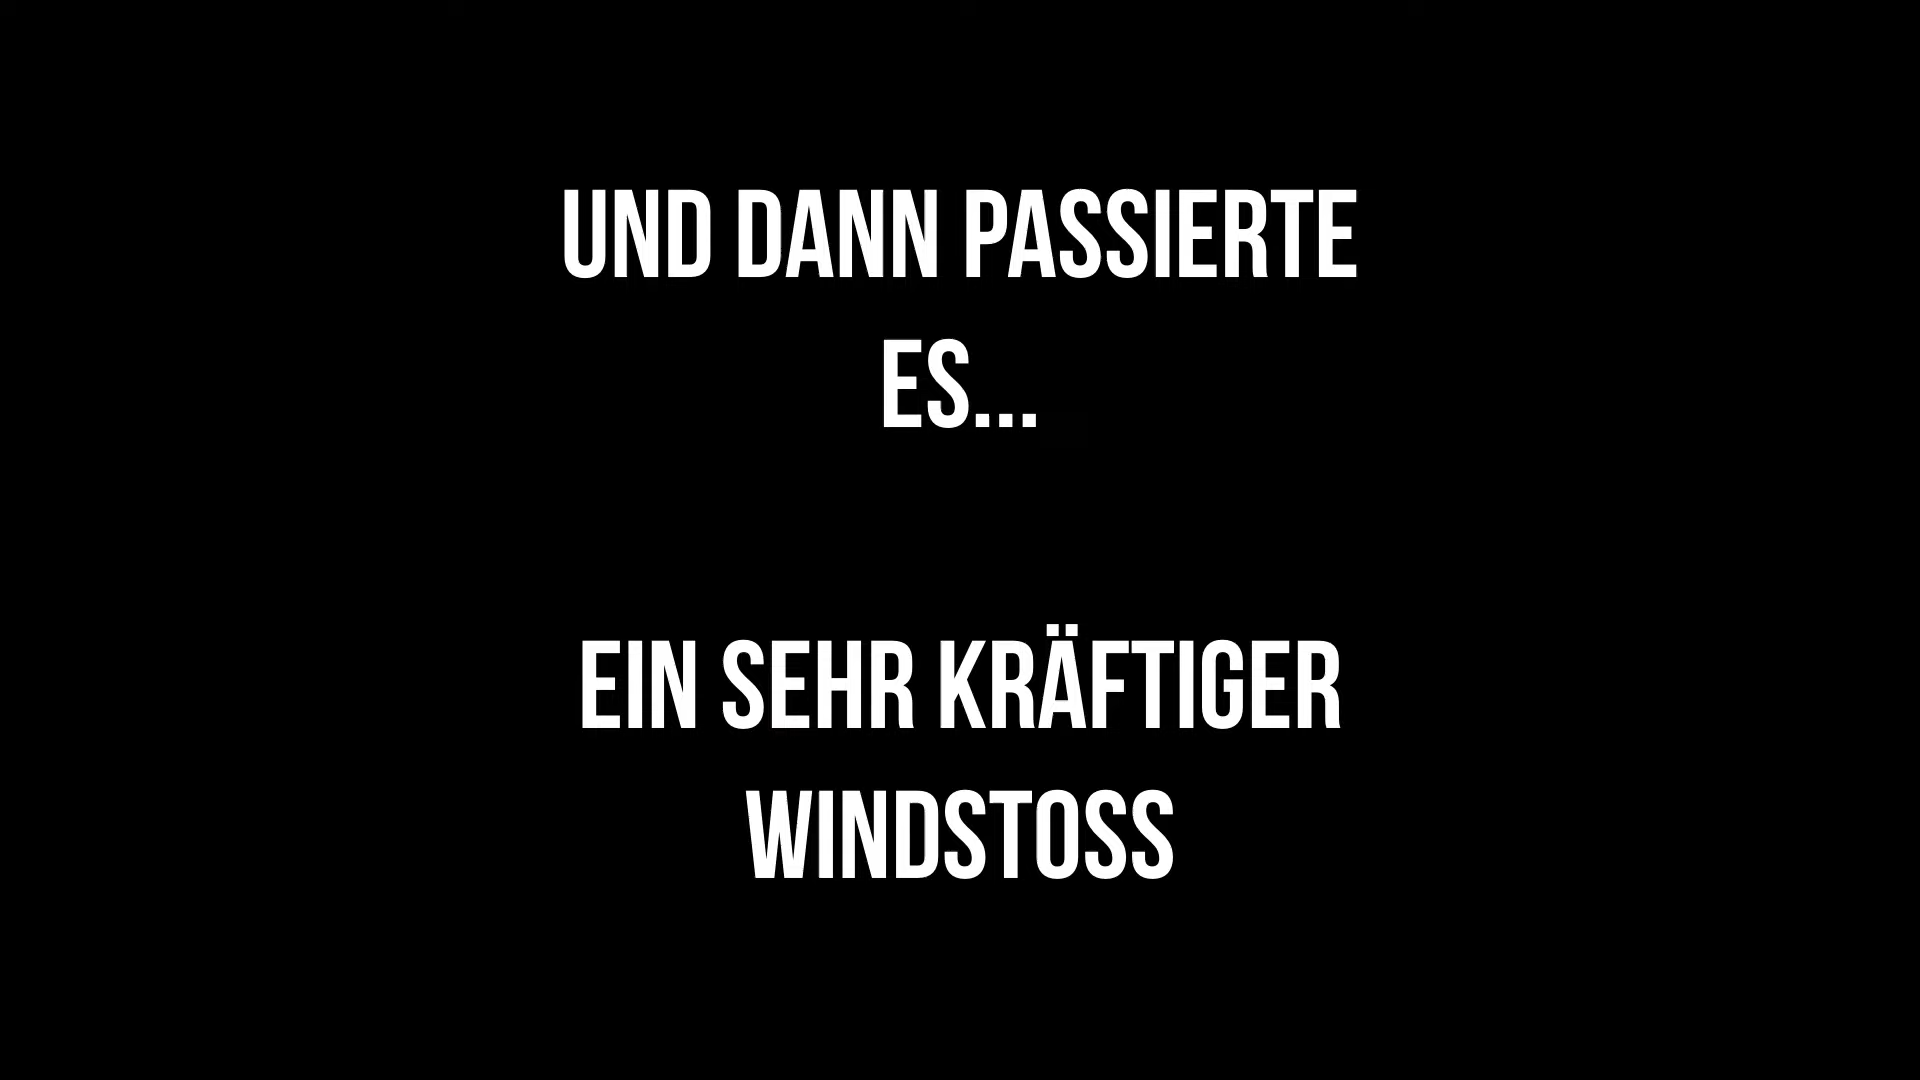 UND DANN PASSIERTE
ES...
EIN SEHR KRÄFTIGER
WINDSTOSS